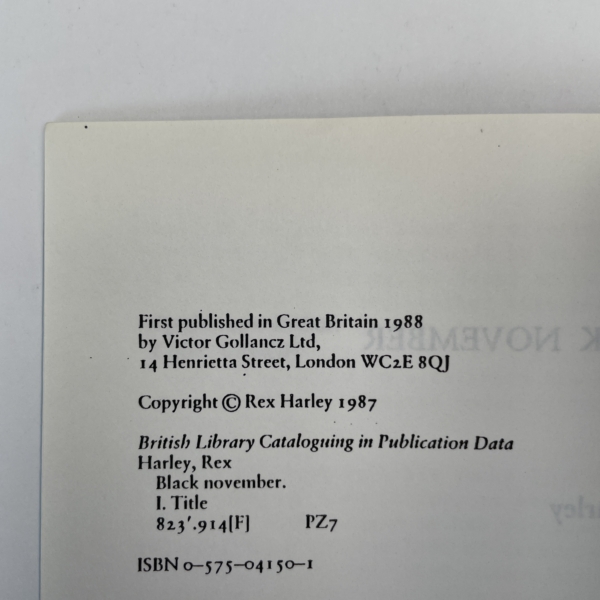 First published in Great Britain 1988
by Victor Gollancz Ltd,
14 Henrietta Street, London WC2E 8QJ
Copyright © Rex Harley 1987
British Library Cataloguing in Publication Data
Harley, Rex
Black november.
I. Title
823'.914[F] PZ7
ISBN 0–575–04150–1
K NOVEMBER
arley